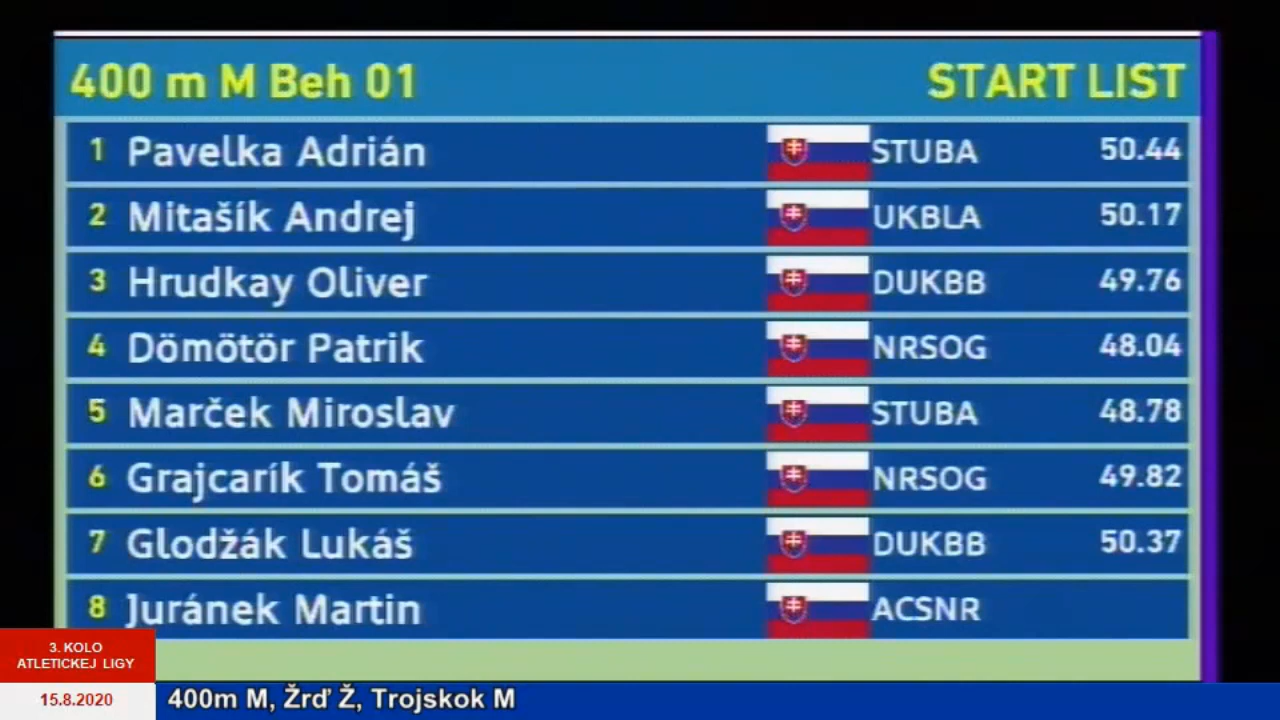 400 m M Beh 01 START LIST
1 Pavelka Adrián STUBA 50.44
2 Mitašík Andrej UKBLA 50.17
3 Hrudkay Oliver DUKBB 49.76
4 Dömötör Patrik NRSOG 48.04
5 Marček Miroslav STUBA 48.78
6 Grajcarík Tomáš NRSOG 49.82
7 Glodžák Lukáš DUKBB 50.37
8 Juránek Martin ACSNR
3. KOLO
ATLETICKEJ LIGY
15.8.2020
400m M, Žrď Ž, Trojskok M